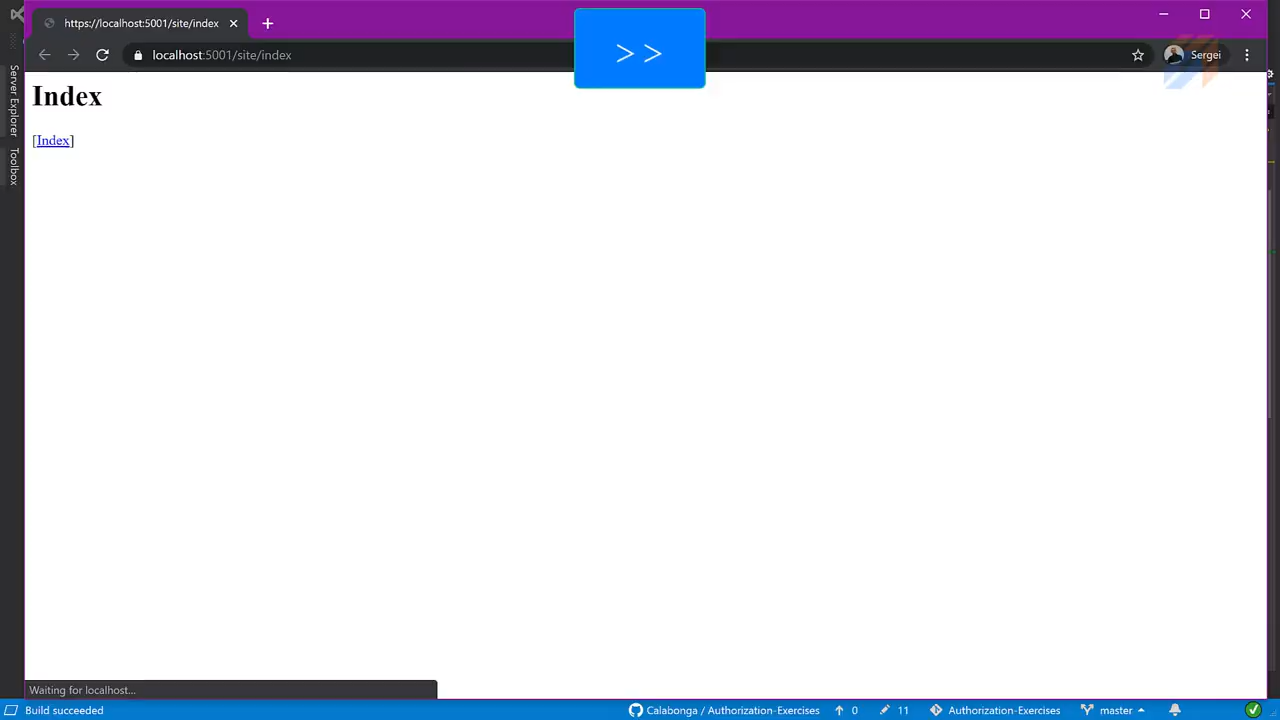 https://localhost:5001/site/index
> >
localhost:5001/site/index
Sergei
Server Explorer
Toolbox
Index
[Index]
Waiting for localhost...
Build succeeded
Calabonga / Authorization-Exercises
0
11
Authorization-Exercises
master